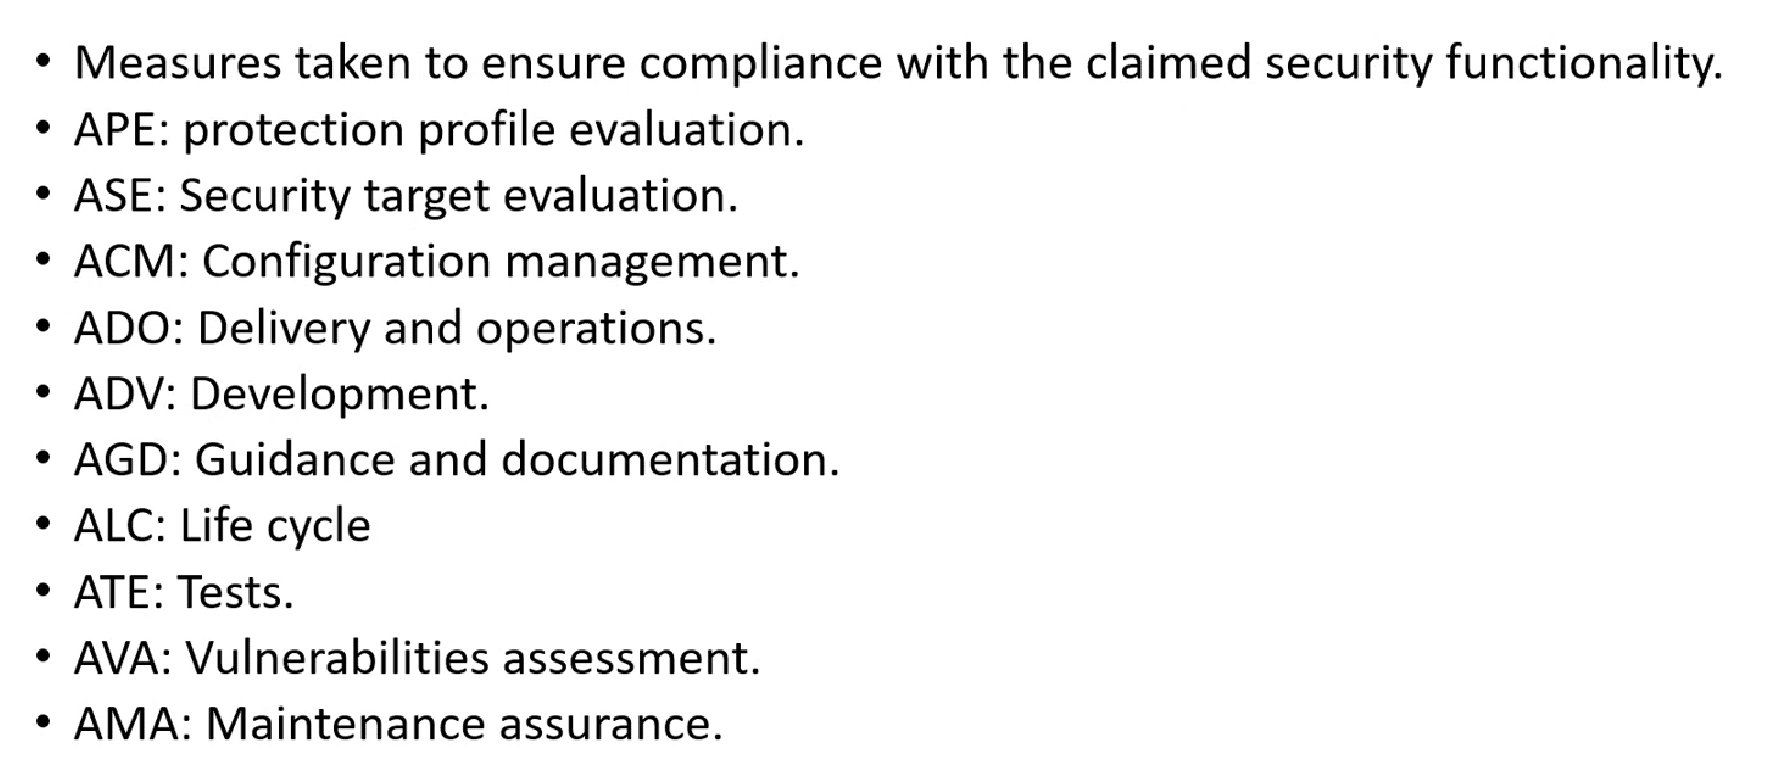 • Measures taken to ensure compliance with the claimed security functionality.
• APE: protection profile evaluation.
• ASE: Security target evaluation.
• ACM: Configuration management.
• ADO: Delivery and operations.
• ADV: Development.
• AGD: Guidance and documentation.
• ALC: Life cycle
• ATE: Tests.
• AVA: Vulnerabilities assessment.
• AMA: Maintenance assurance.